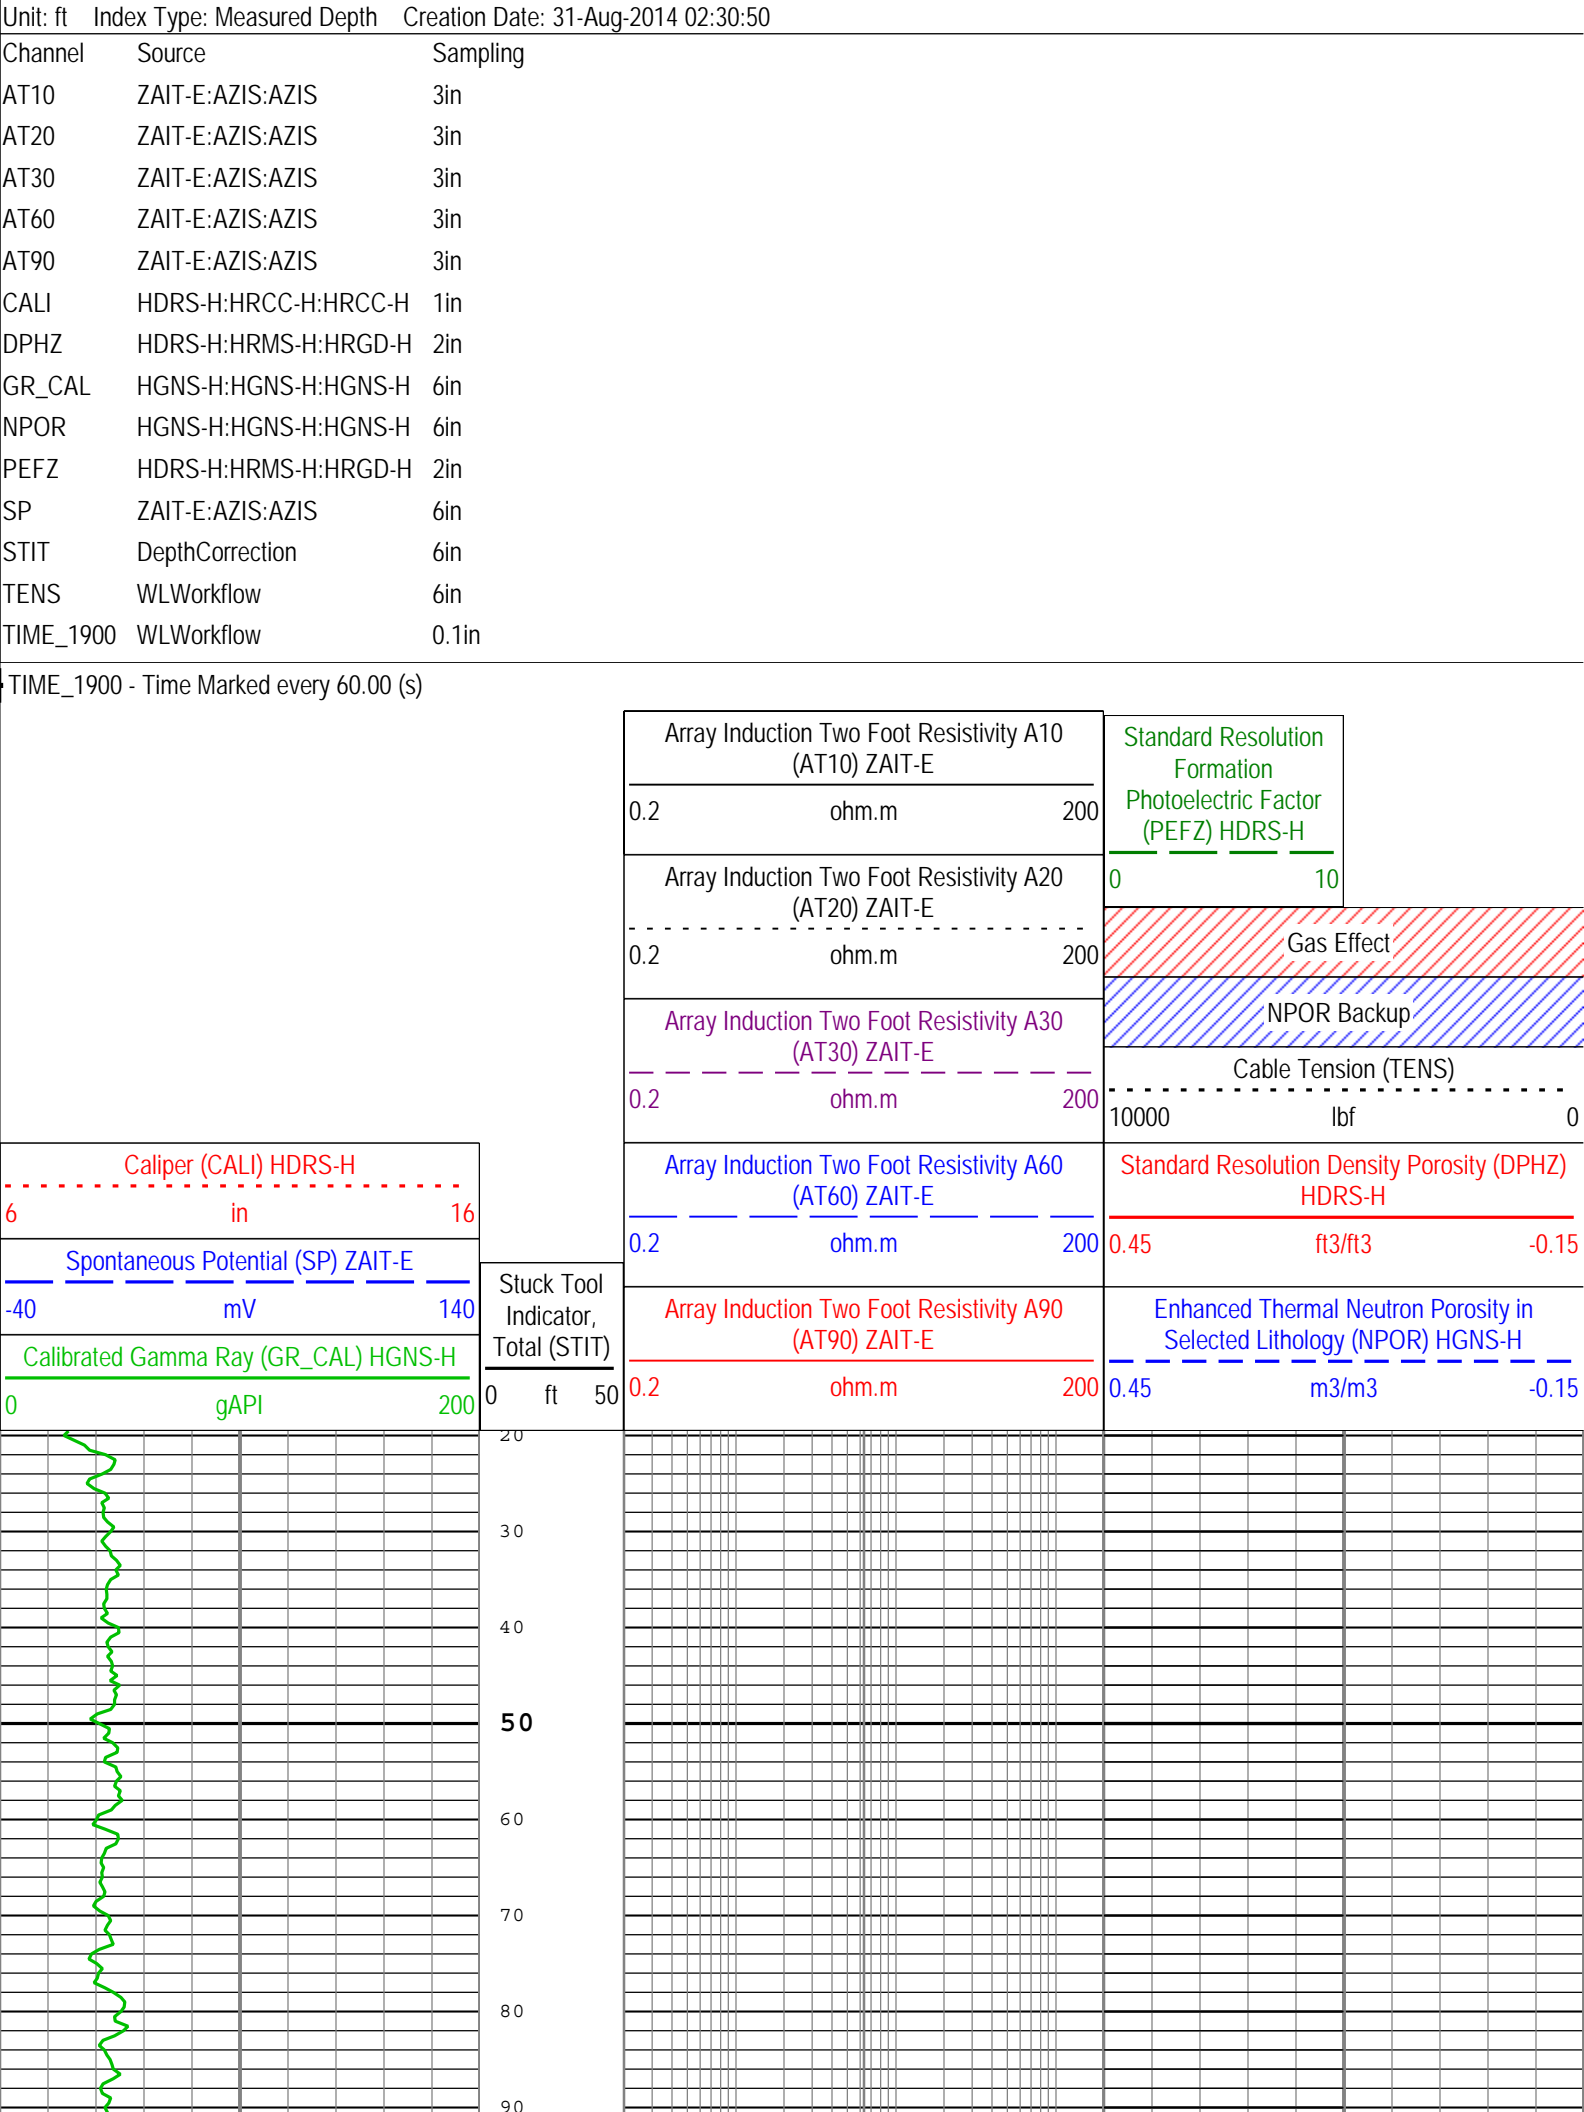 Unit: ft Index Type: Measured Depth Creation Date: 31-Aug-2014 02:30:50
Channel Source Sampling
AT10 ZAIT-E:AZIS:AZIS 3in
AT20 ZAIT-E:AZIS:AZIS 3in
AT30 ZAIT-E:AZIS:AZIS 3in
AT60 ZAIT-E:AZIS:AZIS 3in
AT90 ZAIT-E:AZIS:AZIS 3in
CALI HDRS-H:HRCC-H:HRCC-H 1in
DPHZ HDRS-H:HRMS-H:HRGD-H 2in
GR_CAL HGNS-H:HGNS-H:HGNS-H 6in
NPOR HGNS-H:HGNS-H:HGNS-H 6in
PEFZ HDRS-H:HRMS-H:HRGD-H 2in
SP ZAIT-E:AZIS:AZIS 6in
STIT DepthCorrection 6in
TENS WLWorkflow 6in
TIME_1900 WLWorkflow 0.1in
TIME_1900 - Time Marked every 60.00 (s)
Caliper (CALI) HDRS-H
6 in 16
Spontaneous Potential (SP) ZAIT-E
-40 mV 140
Calibrated Gamma Ray (GR_CAL) HGNS-H
0 gAPI 200
Stuck Tool
Indicator,
Total (STIT)
0 ft 50
Array Induction Two Foot Resistivity A10
(AT10) ZAIT-E
0.2 ohm.m 200
Array Induction Two Foot Resistivity A20
(AT20) ZAIT-E
0.2 ohm.m 200
Array Induction Two Foot Resistivity A30
(AT30) ZAIT-E
0.2 ohm.m 200
Array Induction Two Foot Resistivity A60
(AT60) ZAIT-E
0.2 ohm.m 200
Array Induction Two Foot Resistivity A90
(AT90) ZAIT-E
0.2 ohm.m 200
Standard Resolution
Formation
Photoelectric Factor
(PEFZ) HDRS-H
0 10
Gas Effect
NPOR Backup
Cable Tension (TENS)
10000 lbf 0
Standard Resolution Density Porosity (DPHZ)
HDRS-H
0.45 ft3/ft3 -0.15
Enhanced Thermal Neutron Porosity in
Selected Lithology (NPOR) HGNS-H
0.45 m3/m3 -0.15
20
30
40
50
60
70
80
90